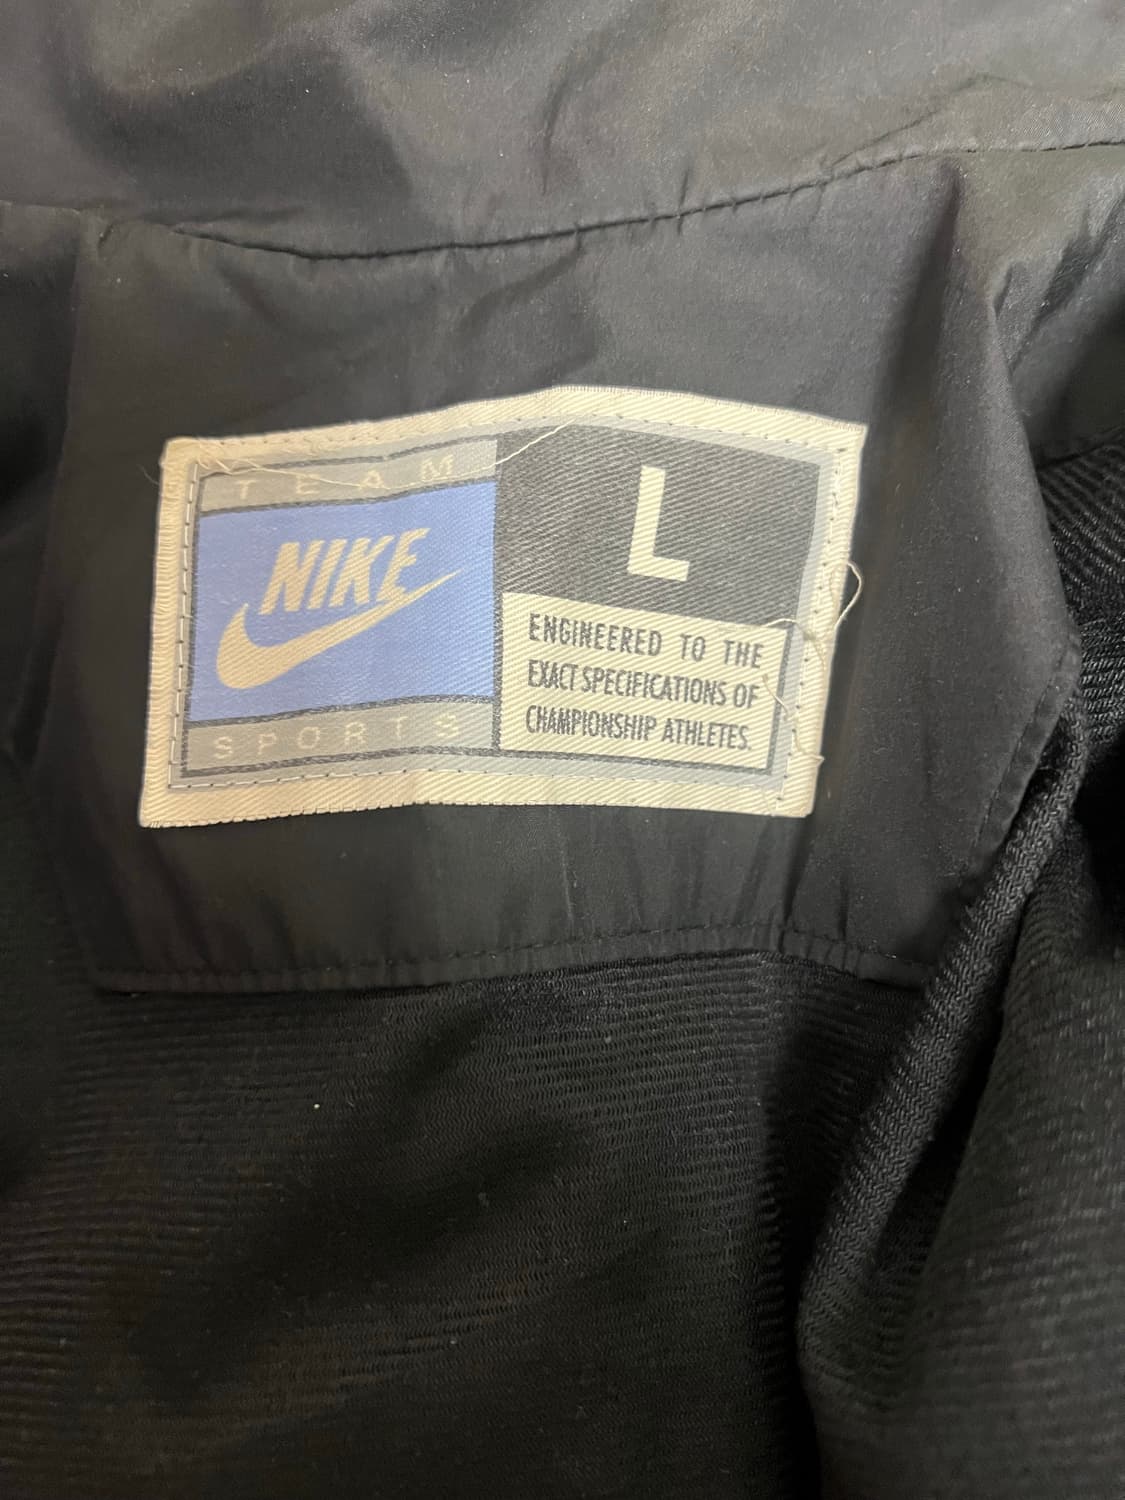 TEAM
NIKE
SPORTS
L
ENGINEERED TO THE
EXACT SPECIFICATIONS OF
CHAMPIONSHIP ATHLETES.